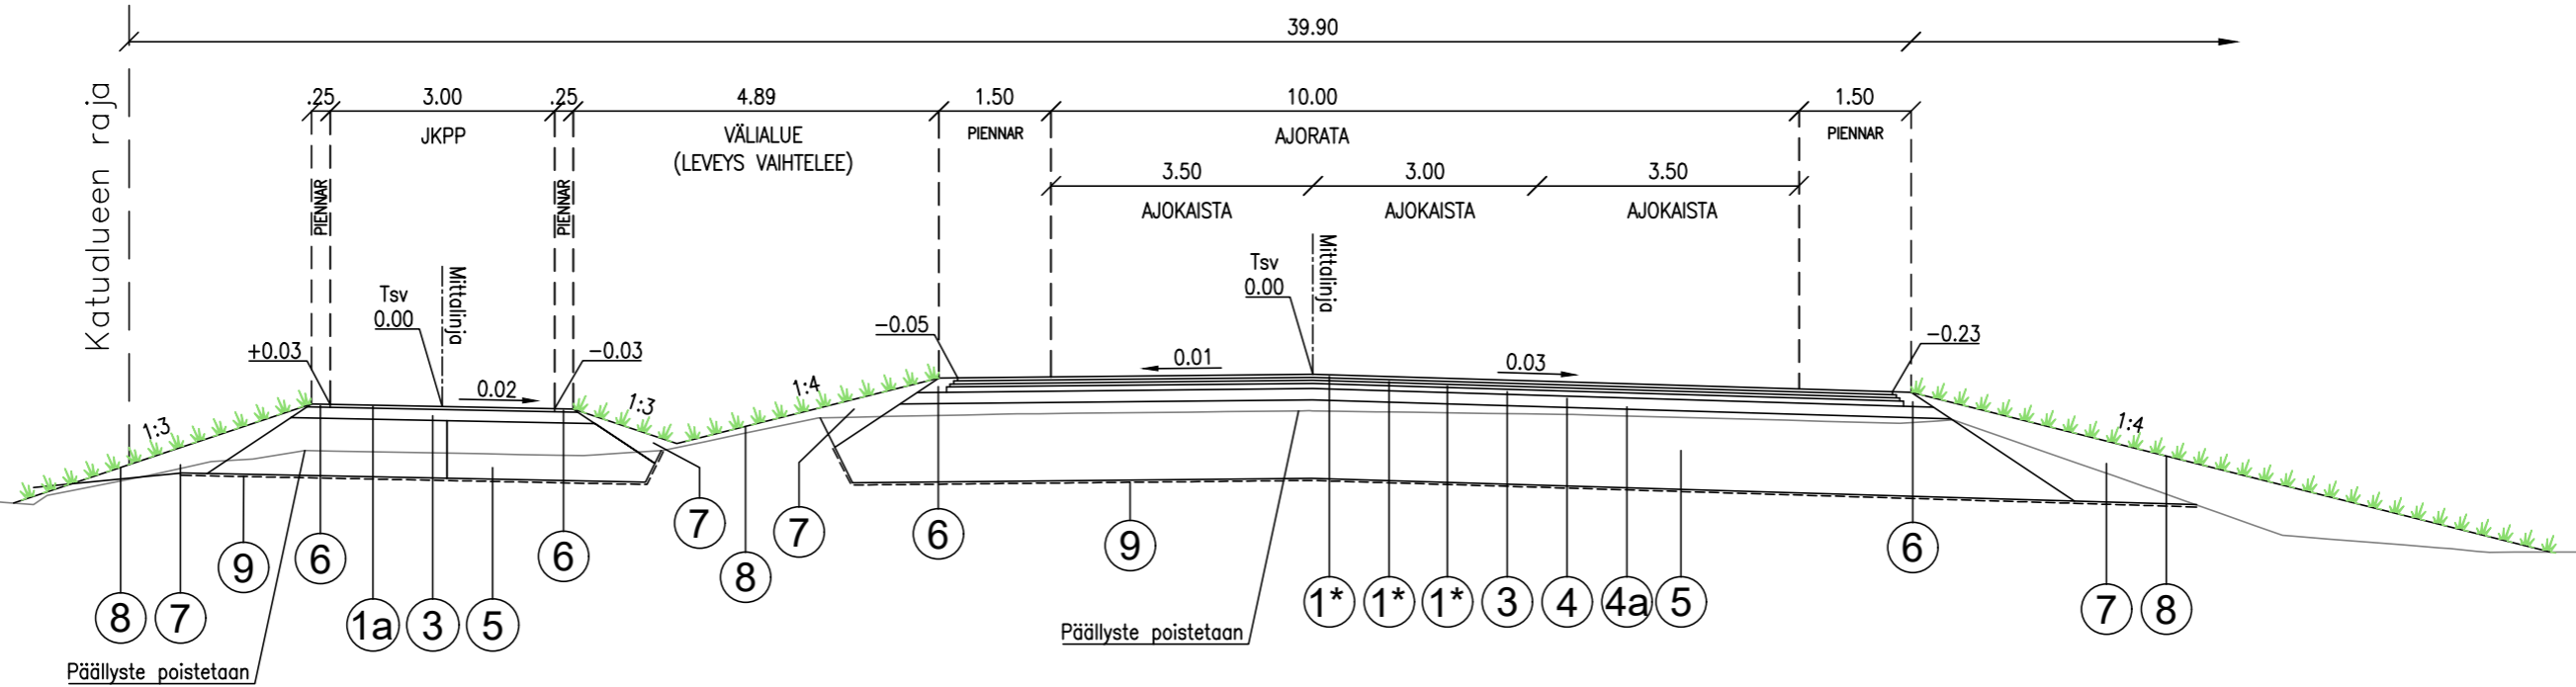 39.90
Katualueen raja
.25
3.00
.25
4.89
1.50
10.00
1.50
JKPP
VÄLIALUE
(LEVEYS VAIHTELEE)
PIENNAR
AJORATA
PIENNAR
PIENNAR
PIENNAR
3.50
3.00
3.50
AJOKAISTA
AJOKAISTA
AJOKAISTA
Tsv
0.00
Mittalinja
Tsv
0.00
Mittalinja
+0.03
-0.03
-0.05
-0.23
0.02
0.01
0.03
1:3
1:3
1:4
1:4
8
7
9
6
1a
3
5
6
7
8
7
6
9
1*
1*
1*
3
4
4a
5
6
7
8
Päällyste poistetaan
Päällyste poistetaan